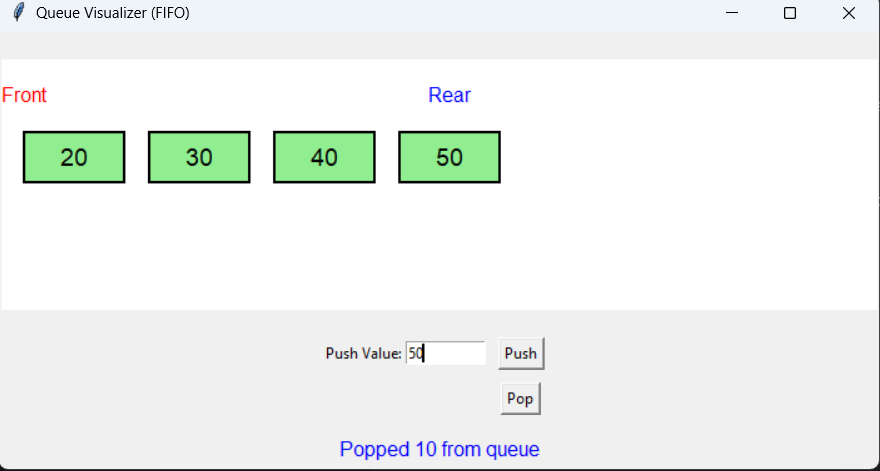 Queue Visualizer (FIFO)
Front Rear
20 30 40 50
Push Value: 50 Push
Pop
Popped 10 from queue